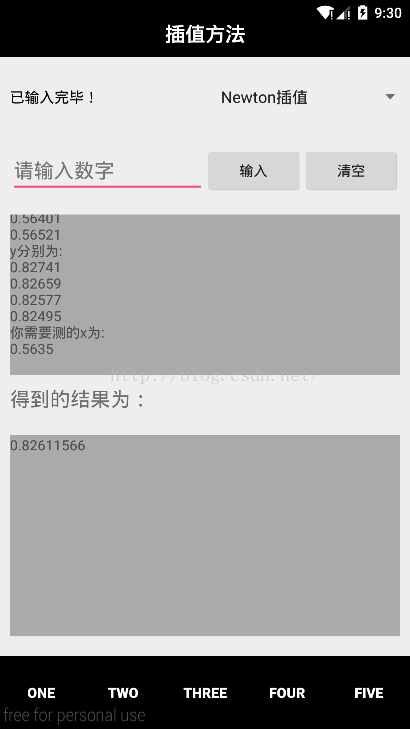 9:30
插值方法
已输入完毕！
Newton插值
请输入数字
输入
清空
0.56401
0.56521
y分别为:
0.82741
0.82659
0.82577
0.82495
你需要测的x为:
0.5635
http://blog.csdn.net/
得到的结果为：
0.82611566
ONE
TWO
THREE
FOUR
FIVE
free for personal use